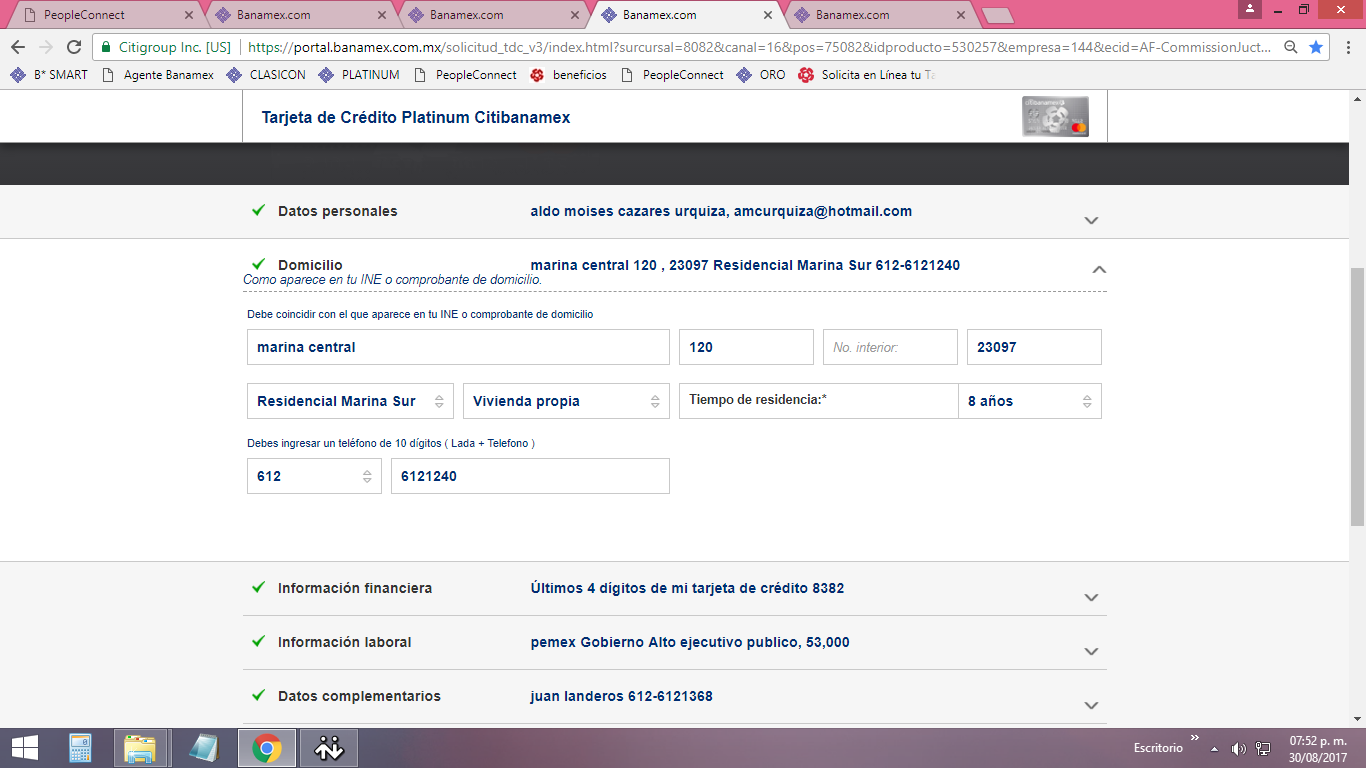 PeopleConnect
Banamex.com
Banamex.com
Banamex.com
Banamex.com
Citigroup Inc. [US] https://portal.banamex.com.mx/solicitud_tdc_v3/index.html?surcursal=8082&canal=16&pos=75082&idproducto=530257&empresa=144&ecid=AF-CommissionJuct...
B* SMART Agente Banamex CLASICON PLATINUM PeopleConnect beneficios PeopleConnect ORO Solicita en Línea tu Ta
Tarjeta de Crédito Platinum Citibanamex
citibanamex
Datos personales aldo moises cazares urquiza, amcurquiza@hotmail.com
Domicilio marina central 120 , 23097 Residencial Marina Sur 612-6121240
Como aparece en tu INE o comprobante de domicilio.
Debe coincidir con el que aparece en tu INE o comprobante de domicilio
marina central 120 No. interior: 23097
Residencial Marina Sur Vivienda propia Tiempo de residencia:* 8 años
Debes ingresar un teléfono de 10 dígitos ( Lada + Telefono )
612 6121240
Información financiera Últimos 4 dígitos de mi tarjeta de crédito 8382
Información laboral pemex Gobierno Alto ejecutivo publico, 53,000
Datos complementarios juan landeros 612-6121368
Escritorio 07:52 p. m.
30/08/2017